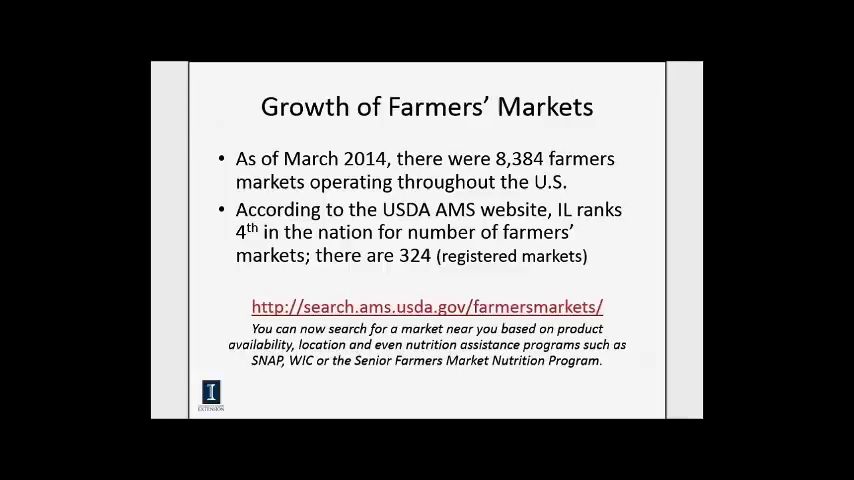 Growth of Farmers' Markets
• As of March 2014, there were 8,384 farmers
markets operating throughout the U.S.
• According to the USDA AMS website, IL ranks
4th in the nation for number of farmers'
markets; there are 324 (registered markets)
http://search.ams.usda.gov/farmersmarkets/
You can now search for a market near you based on product
availability, location and even nutrition assistance programs such as
SNAP, WIC or the Senior Farmers Market Nutrition Program.
I
EXTENSION